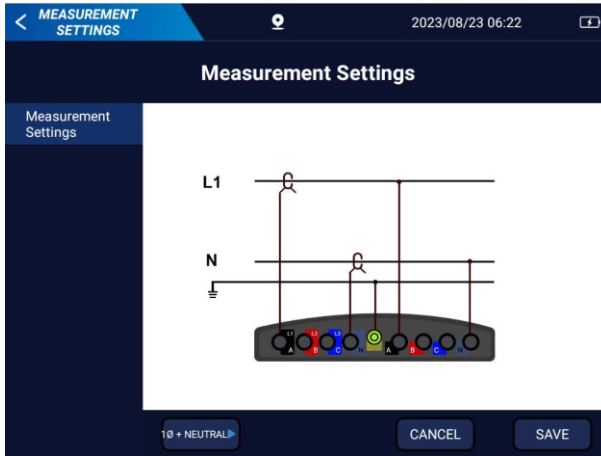 MEASUREMENT
SETTINGS
2023/08/23 06:22
Measurement Settings
Measurement
Settings
L1
N
L1 L2 L3
A B C N A B C N
1Ø + NEUTRAL
CANCEL
SAVE